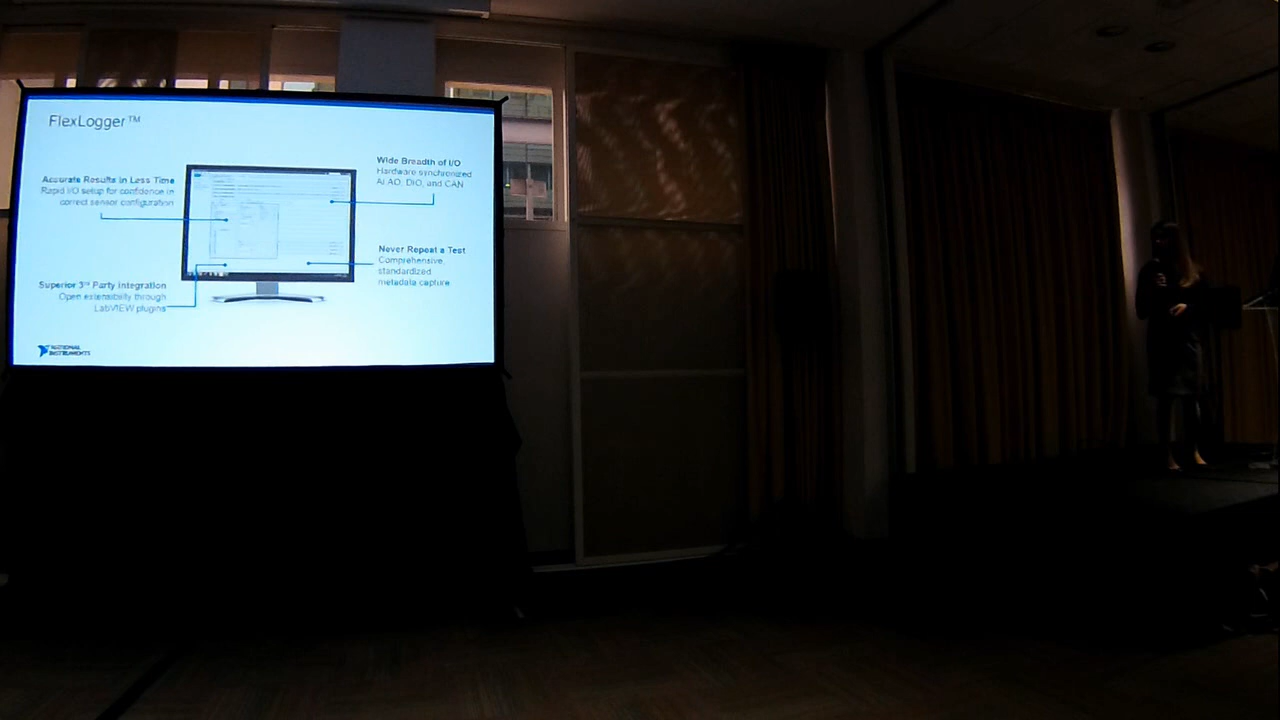 FlexLogger™
Accurate Results in Less Time
Rapid I/O setup for confidence in
correct sensor configuration
Wide Breadth of I/O
Hardware synchronized
AI AO, DIO, and CAN
Never Repeat a Test
Comprehensive
standardized
metadata capture
Superior 3rd Party Integration
Open extensibility through
LabVIEW plugins
NATIONAL
INSTRUMENTS